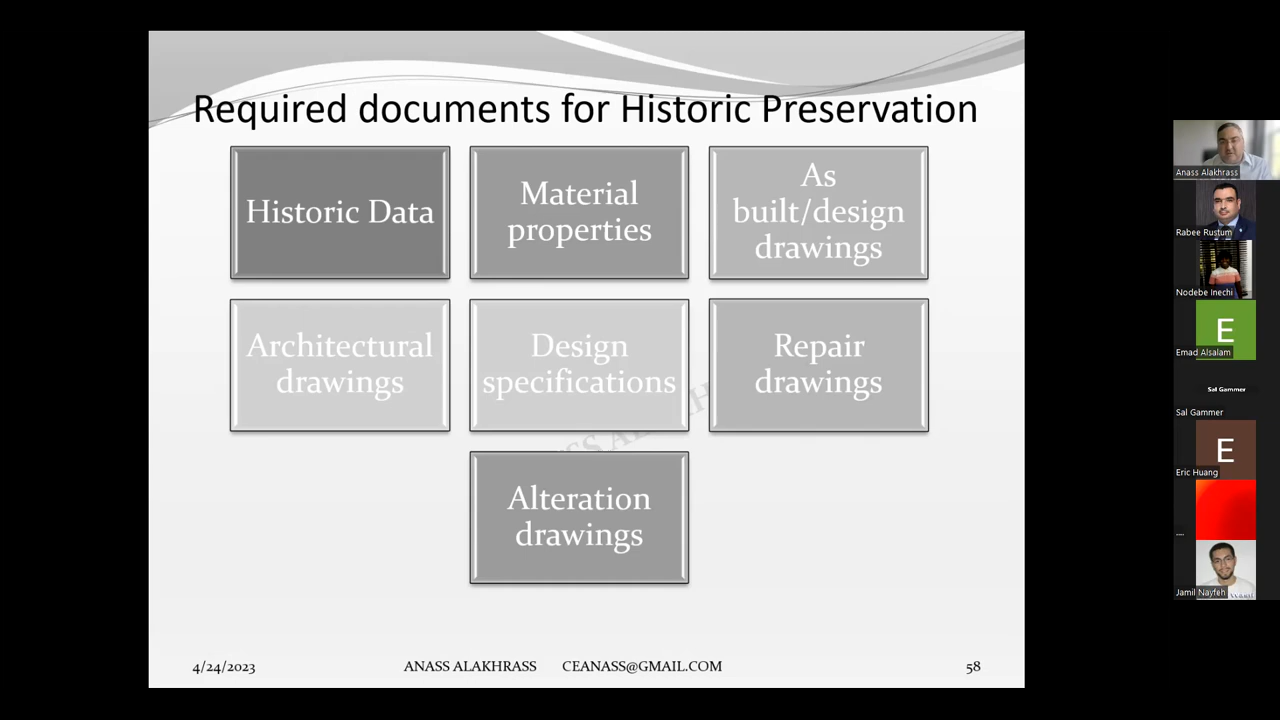 Required documents for Historic Preservation
Historic Data
Material
properties
As
built/design
drawings
Architectural
drawings
Design
specifications
Repair
drawings
Alteration
drawings
4/24/2023
ANASS ALAKHRASS CEANASS@GMAIL.COM
58
Anass Alakhrass
Rabee Rustum
Nodebe Inechi
E
Emad Alsalam
Sal Gammer
Sal Gammer
E
Eric Huang
....
Jamil Nayfeh